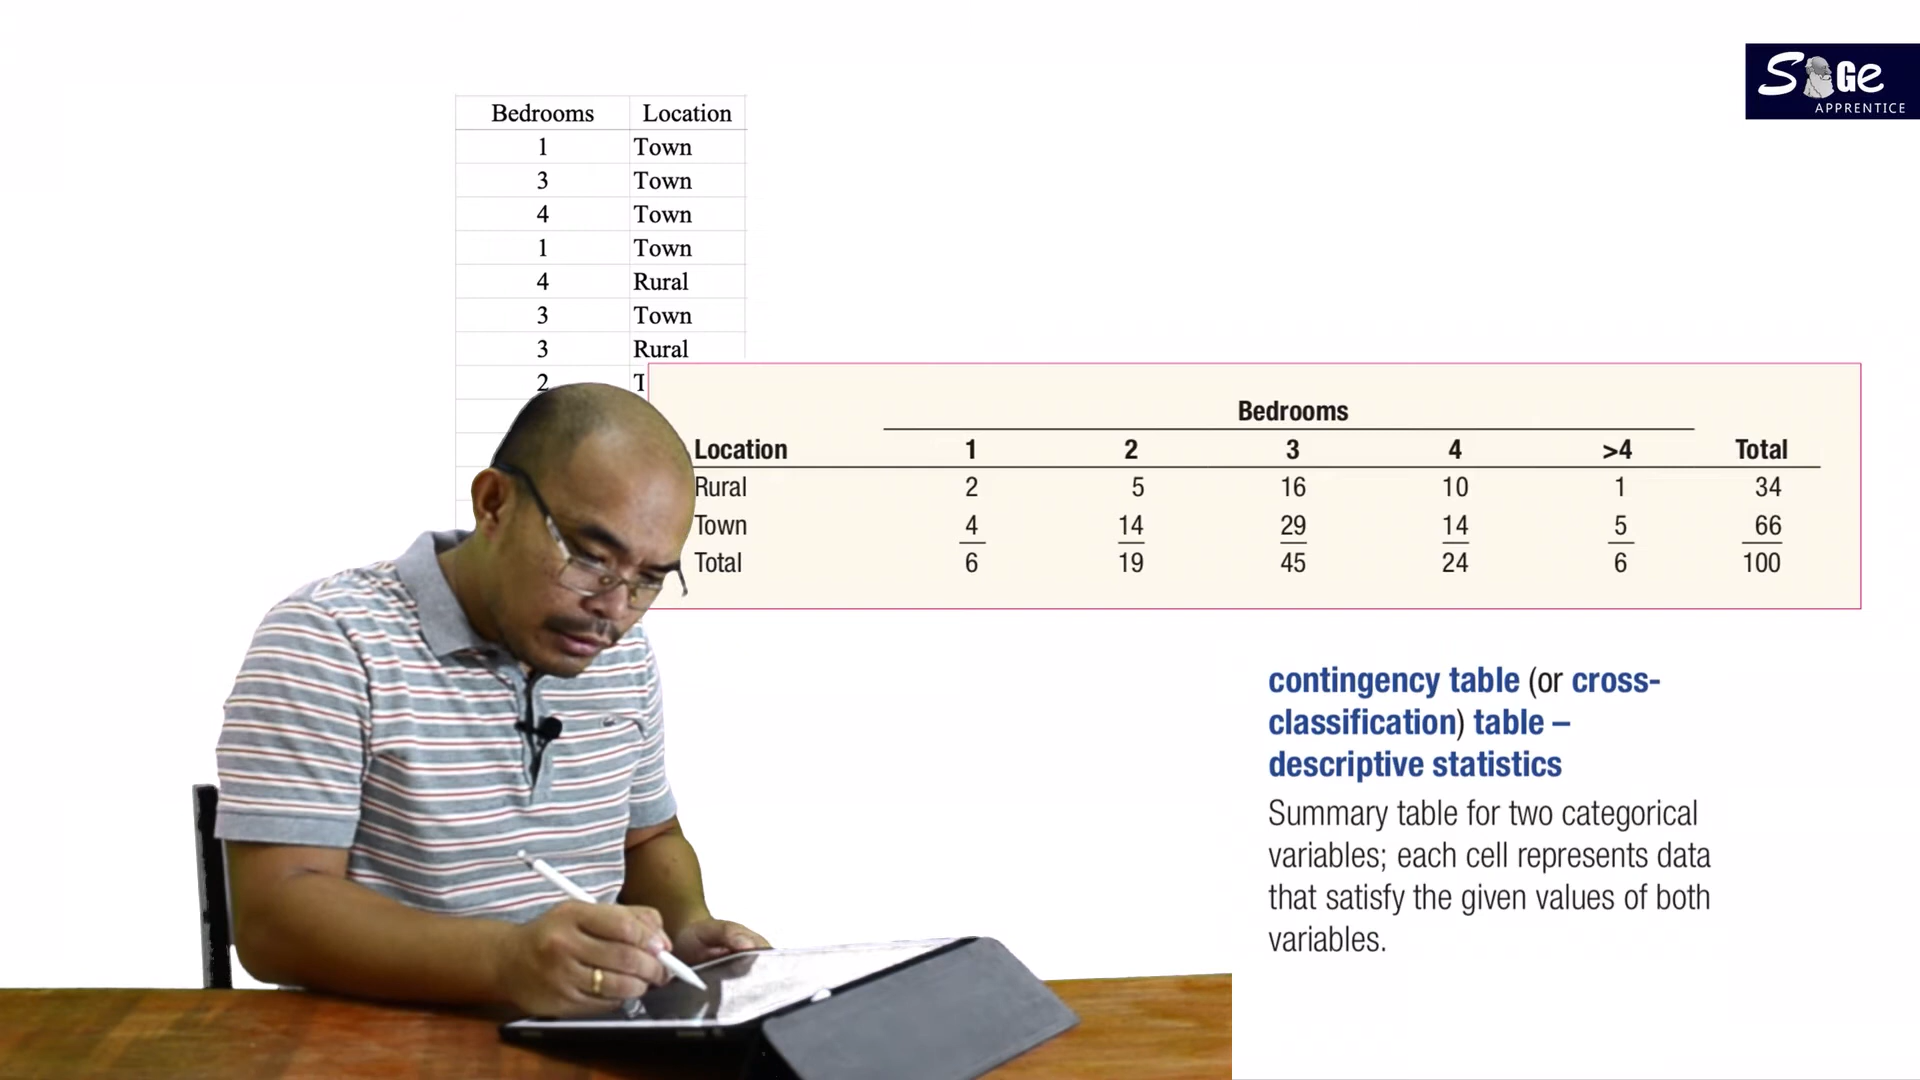 SAGE
APPRENTICE
Bedrooms Location
1 Town
3 Town
4 Town
1 Town
4 Rural
3 Town
3 Rural
2 T
Bedrooms
Location 1 2 3 4 >4 Total
Rural 2 5 16 10 1 34
Town 4 14 29 14 5 66
Total 6 19 45 24 6 100
contingency table (or cross-
classification) table –
descriptive statistics
Summary table for two categorical
variables; each cell represents data
that satisfy the given values of both
variables.